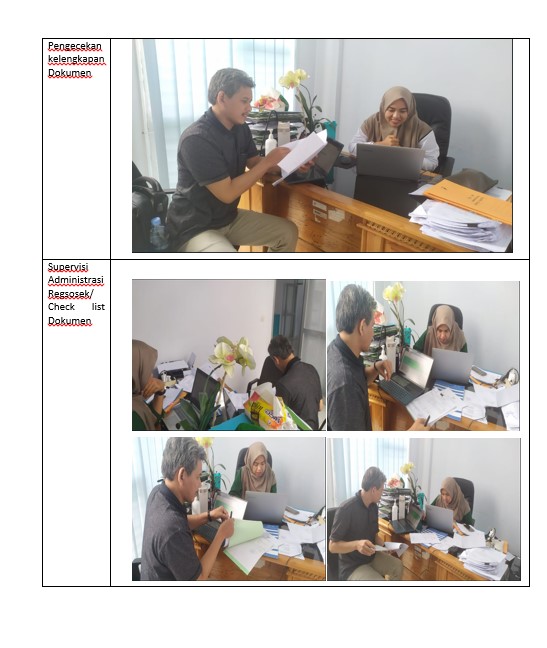 Pengecekan
kelengkapan
Dokumen
Supervisi
Administrasi
Regsosek/
Check list
Dokumen